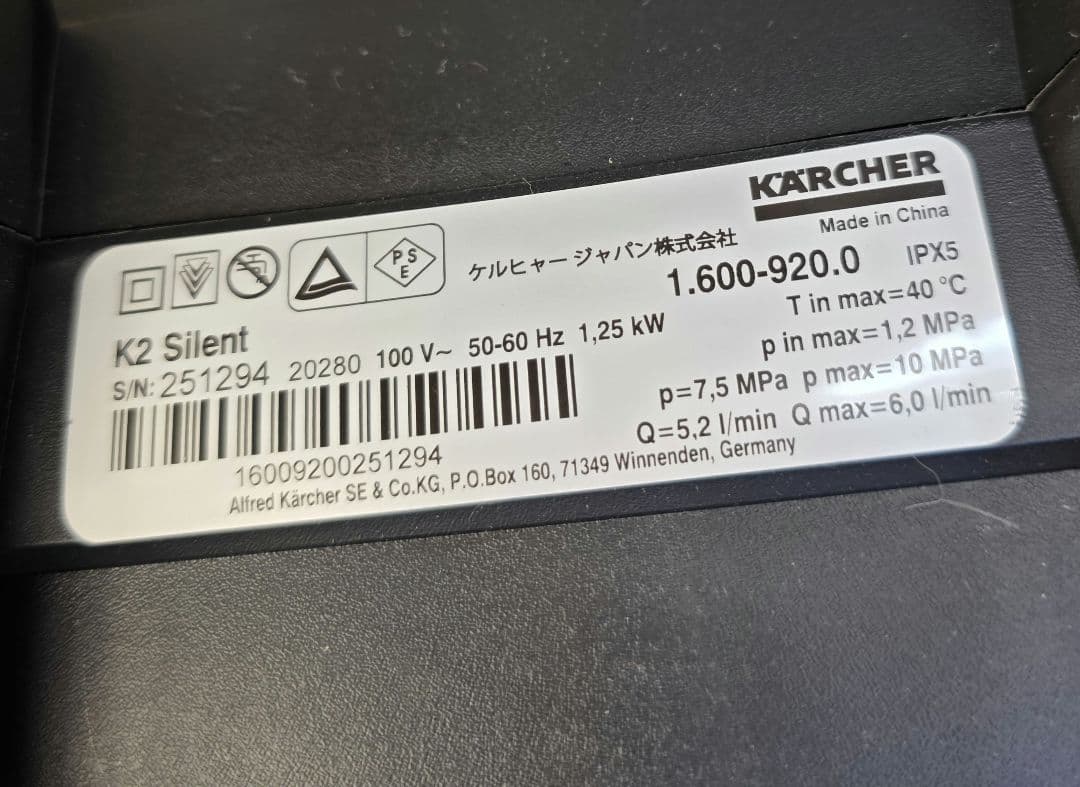 KÄRCHER
Made in China
PS
E
ケルヒャー ジャパン株式会社
1.600-920.0 IPX5
K2 Silent
T in max=40 °C
S/N: 251294 20280 100 V~ 50-60 Hz 1,25 kW
p in max=1,2 MPa
p=7,5 MPa p max=10 MPa
Q=5,2 l/min Q max=6,0 l/min
16009200251294
Alfred Kärcher SE & Co.KG, P.O.Box 160, 71349 Winnenden, Germany